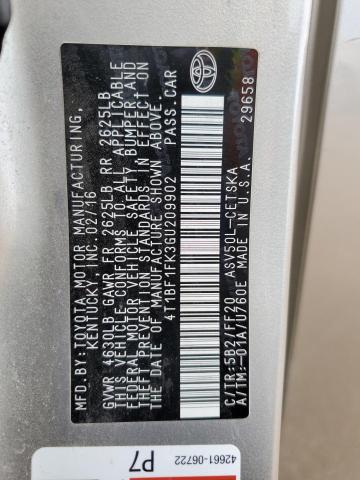 MFD. BY:TOYOTA MOTOR MANUFACTURING,
KENTUCKY, INC. 02/16
GVWR 4630LB GAWR FR 2625LB RR 2625LB
THIS VEHICLE CONFORMS TO ALL APPLICABLE
FEDERAL MOTOR VEHICLE SAFETY, BUMPER, AND
THEFT PREVENTION STANDARDS IN EFFECT ON
THE DATE OF MANUFACTURE SHOWN ABOVE.
4T1BF1FK3GU209902 PASS.CAR
C/TR:5B2/FF20 ASV50L-CETSKA
A/TM:-01A/U760E MADE IN U.S.A.
29658
42661-06722
P7